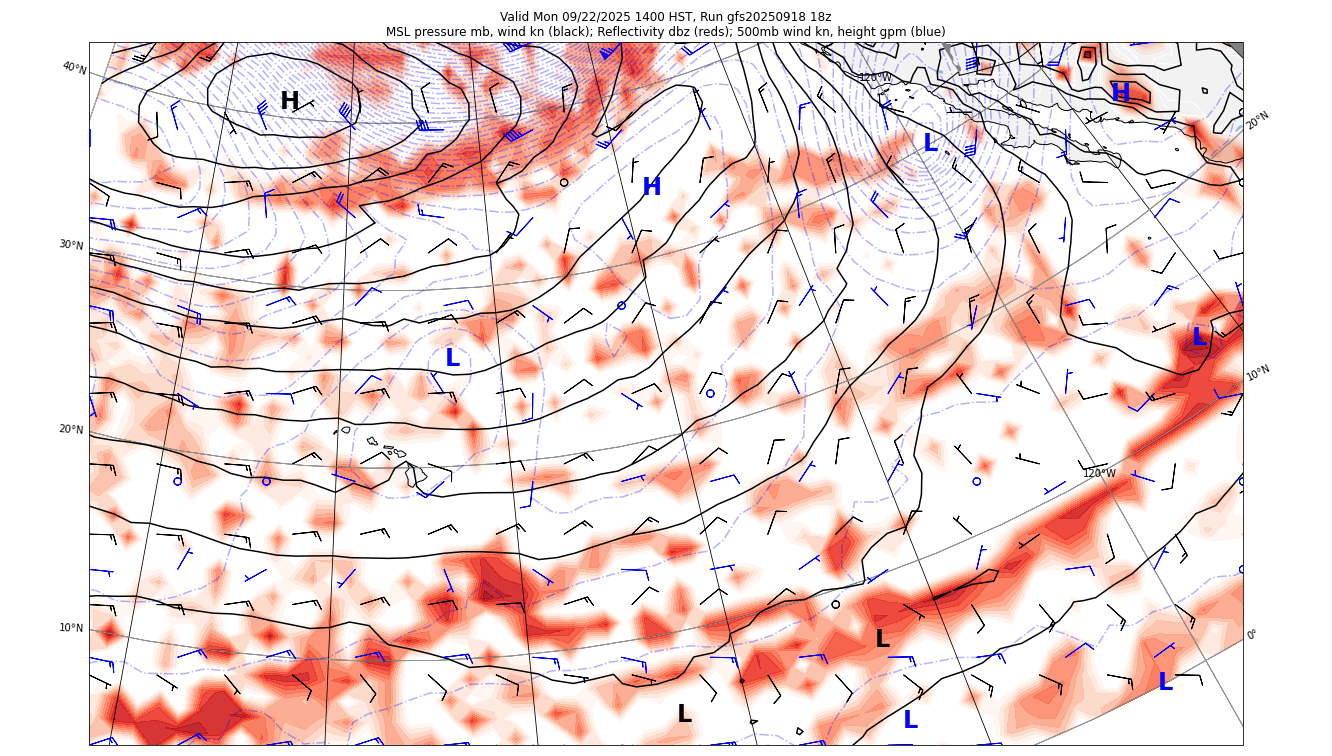 Valid Mon 09/22/2025 1400 HST, Run gfs20250918 18z
MSL pressure mb, wind kn (black); Reflectivity dbz (reds); 500mb wind kn, height gpm (blue)
40°N
120°W
H
H
20°N
L
H
30°N
L
L
10°N
20°N
120°W
10°N
L
0°
L
L
L